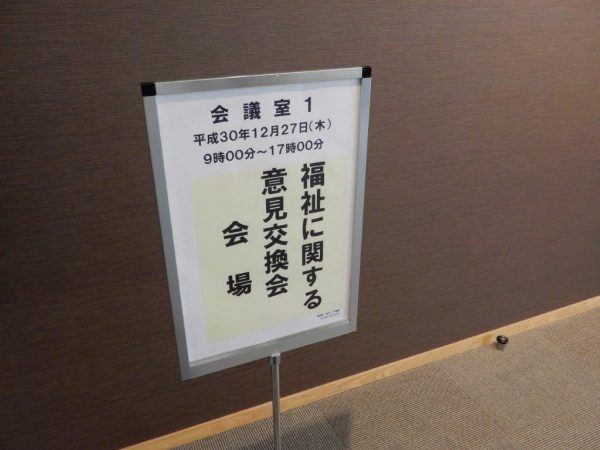 会議室1
平成30年12月27日(木)
9時00分~17時00分
福祉に関する
意見交換会
会場